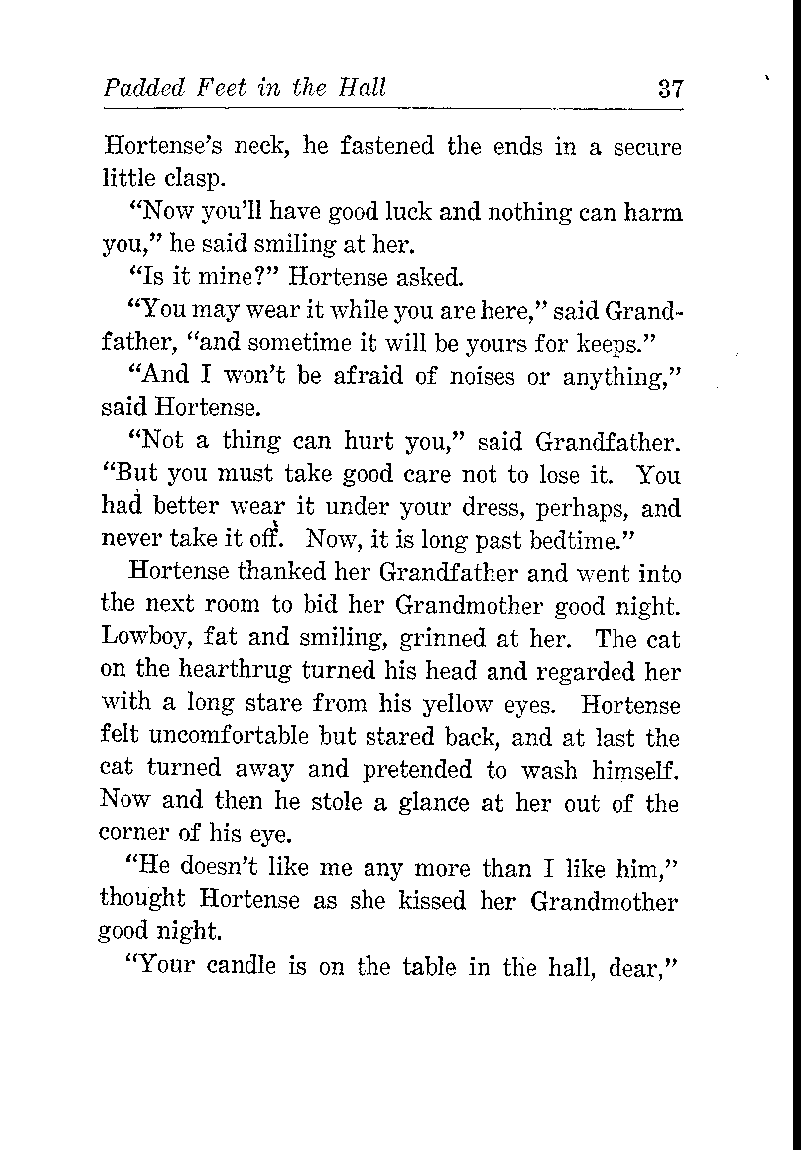 Padded Feet in the Hall 37
Hortense's neck, he fastened the ends in a secure
little clasp.
"Now you'll have good luck and nothing can harm
you," he said smiling at her.
"Is it mine?" Hortense asked.
"You may wear it while you are here," said Grand-
father, "and sometime it will be yours for keeps."
"And I won't be afraid of noises or anything,"
said Hortense.
"Not a thing can hurt you," said Grandfather.
"But you must take good care not to lose it. You
had better wear it under your dress, perhaps, and
never take it off. Now, it is long past bedtime."
Hortense thanked her Grandfather and went into
the next room to bid her Grandmother good night.
Lowboy, fat and smiling, grinned at her. The cat
on the hearthrug turned his head and regarded her
with a long stare from his yellow eyes. Hortense
felt uncomfortable but stared back, and at last the
cat turned away and pretended to wash himself.
Now and then he stole a glance at her out of the
corner of his eye.
"He doesn't like me any more than I like him,"
thought Hortense as she kissed her Grandmother
good night.
"Your candle is on the table in the hall, dear,"